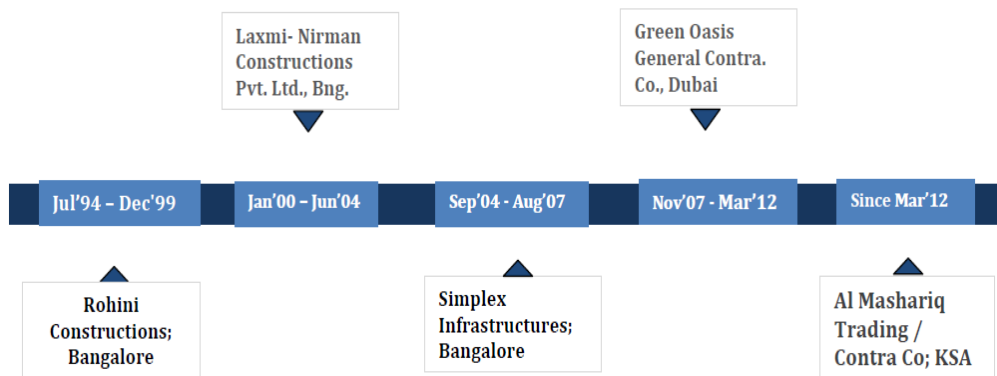 Laxmi- Nirman
Constructions
Pvt. Ltd., Bng.
Green Oasis
General Contra.
Co., Dubai
Jul’94 – Dec'99
Jan’00 – Jun’04
Sep’04 - Aug’07
Nov’07 - Mar’12
Since Mar’12
Rohini
Constructions;
Bangalore
Simplex
Infrastructures;
Bangalore
Al Mashariq
Trading /
Contra Co; KSA